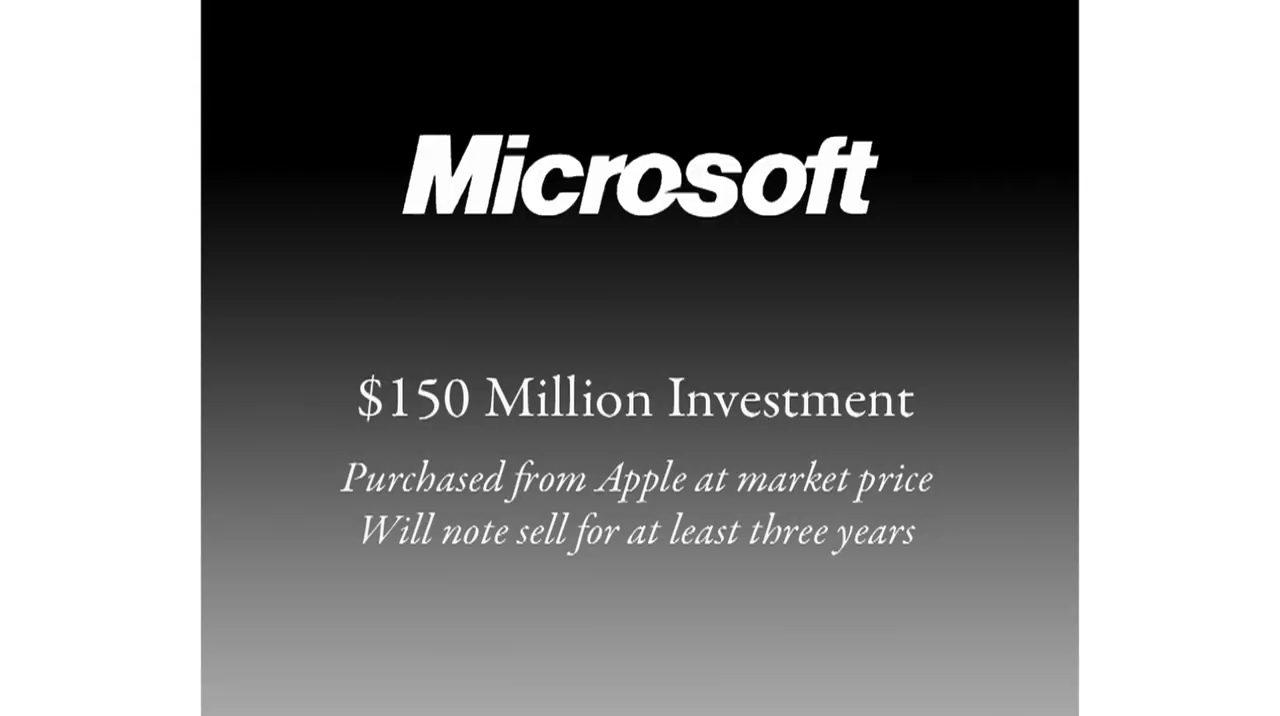 Microsoft
$150 Million Investment
Purchased from Apple at market price
Will note sell for at least three years